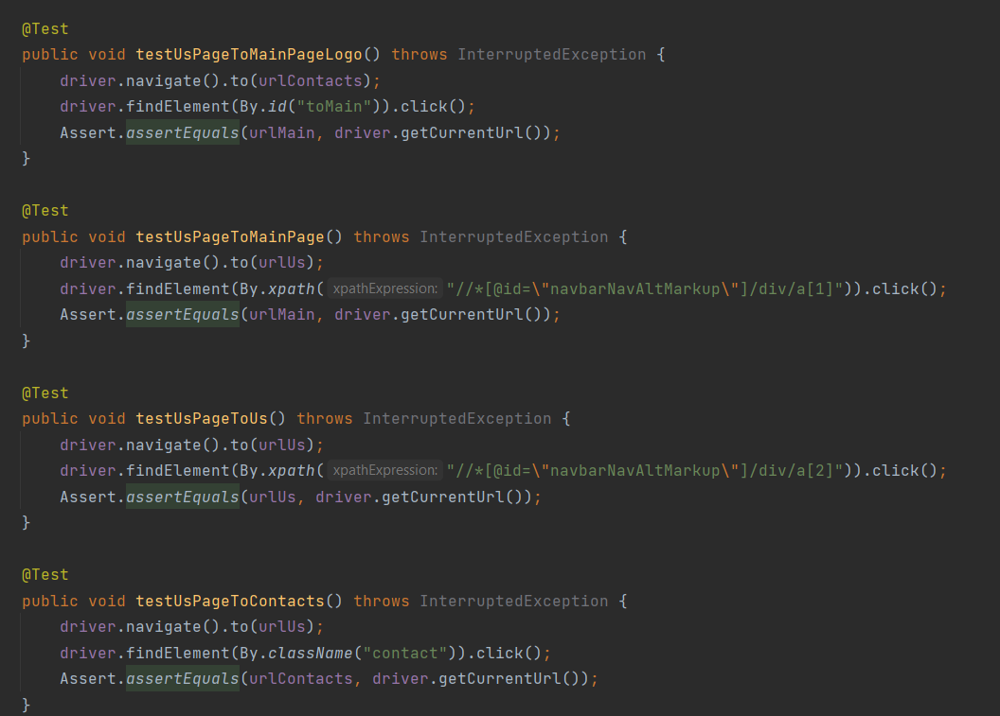 @Test
public void testUsPageToMainPageLogo() throws InterruptedException {
driver.navigate().to(urlContacts);
driver.findElement(By.id("toMain")).click();
Assert.assertEquals(urlMain, driver.getCurrentUrl());
}
@Test
public void testUsPageToMainPage() throws InterruptedException {
driver.navigate().to(urlUs);
driver.findElement(By.xpath( xpathExpression: "//*[@id=\"navbarNavAltMarkup\"]/div/a[1]")).click();
Assert.assertEquals(urlMain, driver.getCurrentUrl());
}
@Test
public void testUsPageToUs() throws InterruptedException {
driver.navigate().to(urlUs);
driver.findElement(By.xpath( xpathExpression: "//*[@id=\"navbarNavAltMarkup\"]/div/a[2]")).click();
Assert.assertEquals(urlUs, driver.getCurrentUrl());
}
@Test
public void testUsPageToContacts() throws InterruptedException {
driver.navigate().to(urlUs);
driver.findElement(By.className("contact")).click();
Assert.assertEquals(urlContacts, driver.getCurrentUrl());
}